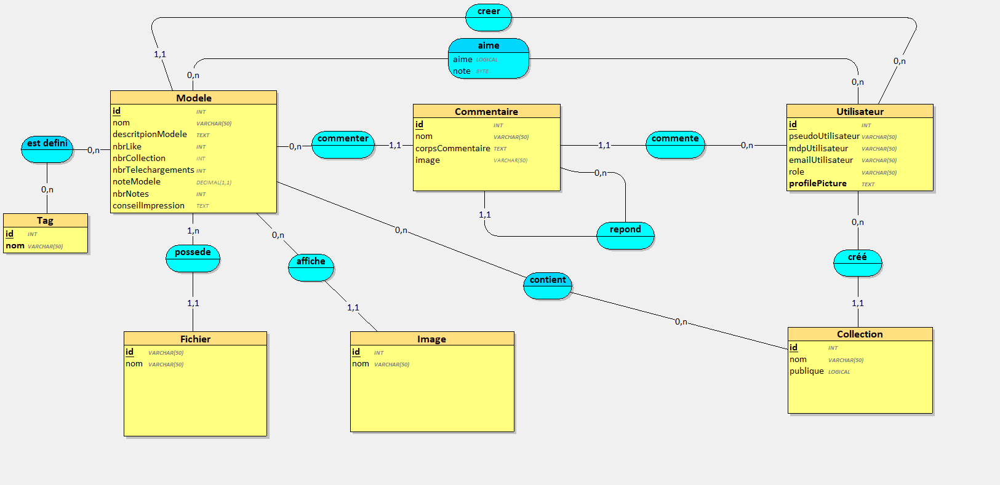 creer
1,1
0,n
aime
aime LOGICAL
note BYTE
0,n
0,n
Modele
id INT
nom VARCHAR(50)
descritpionModele TEXT
nbrLike INT
nbrCollection INT
nbrTelechargements INT
noteModele DECIMAL(1,1)
nbrNotes INT
conseilImpression TEXT
est defini
0,n
0,n
Tag
id INT
nom VARCHAR(50)
0,n
commenter
1,1
Commentaire
id INT
nom VARCHAR(50)
corpsCommentaire TEXT
image VARCHAR(50)
1,1
commente
0,n
Utilisateur
id INT
pseudoUtilisateur VARCHAR(50)
mdpUtilisateur VARCHAR(50)
emailUtilisateur VARCHAR(50)
role VARCHAR(50)
profilePicture TEXT
0,n
1,1
repond
1,n
possede
1,1
0,n
affiche
1,1
0,n
contient
0,n
0,n
créé
1,1
Fichier
id VARCHAR(50)
nom VARCHAR(50)
Image
id INT
nom VARCHAR(50)
Collection
id INT
nom VARCHAR(50)
publique LOGICAL